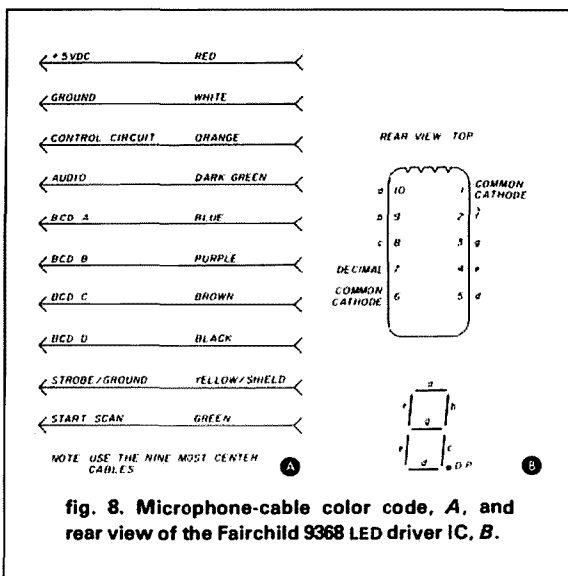 +5VDC RED
GROUND WHITE
CONTROL CIRCUIT ORANGE
AUDIO DARK GREEN
BCD A BLUE
BCD B PURPLE
BCD C BROWN
BCD D BLACK
STROBE/GROUND YELLOW/SHIELD
START SCAN GREEN
NOTE USE THE NINE MOST CENTER
CABLES
A
REAR VIEW TOP
a 10 1 COMMON
CATHODE
b 9 2 f
c 8 3 g
DECIMAL 7 4 e
COMMON
CATHODE 6 5 d
a
f b
g
e c
d D.P.
B
fig. 8. Microphone-cable color code, A, and
rear view of the Fairchild 9368 LED driver IC, B.